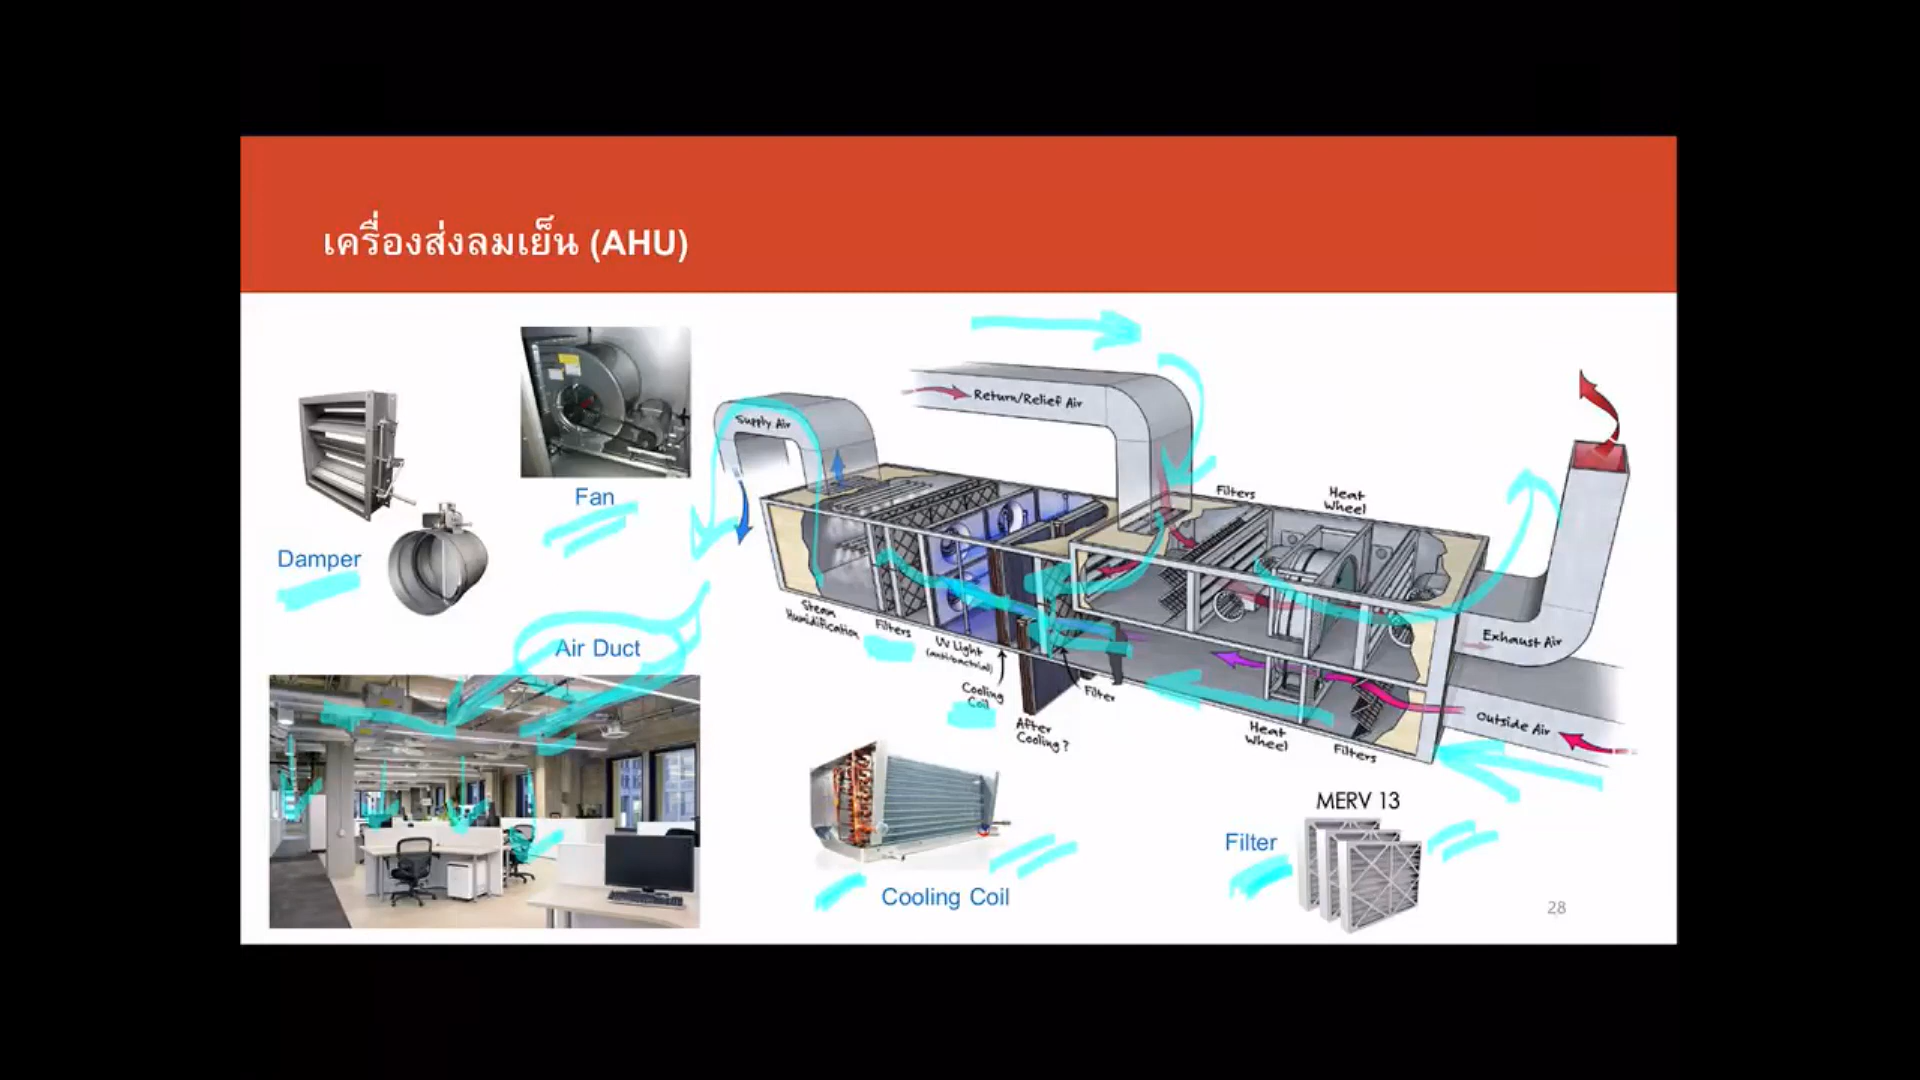 เครื่องส่งลมเย็น (AHU)
Fan
Damper
Air Duct
Supply Air
Return/Relief Air
Filters
Heat
Wheel
Steam
Humidification
Filters
UV Light
(antibacterial)
Cooling
Coil
After
Cooling?
Filter
Exhaust Air
Outside Air
Heat
Wheel
Filters
Cooling Coil
MERV 13
Filter
28